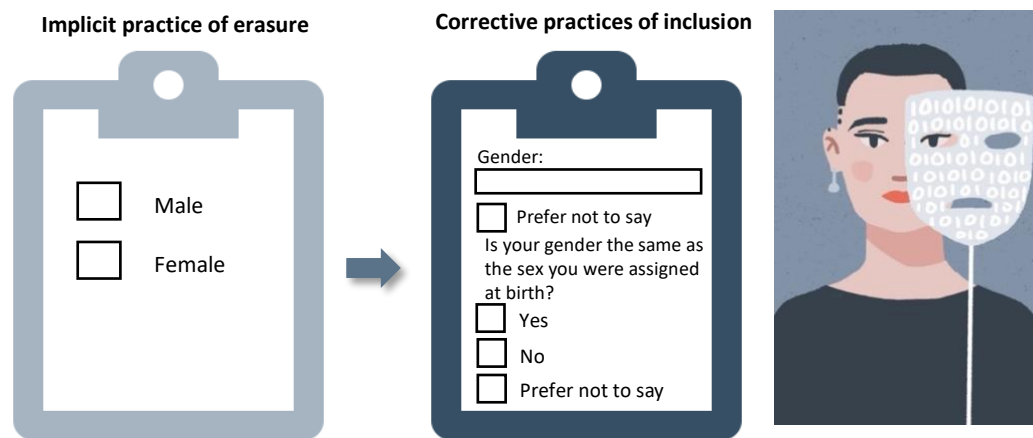 Implicit practice of erasure
Male
Female
Corrective practices of inclusion
Gender:
Prefer not to say
Is your gender the same as
the sex you were assigned
at birth?
Yes
No
Prefer not to say